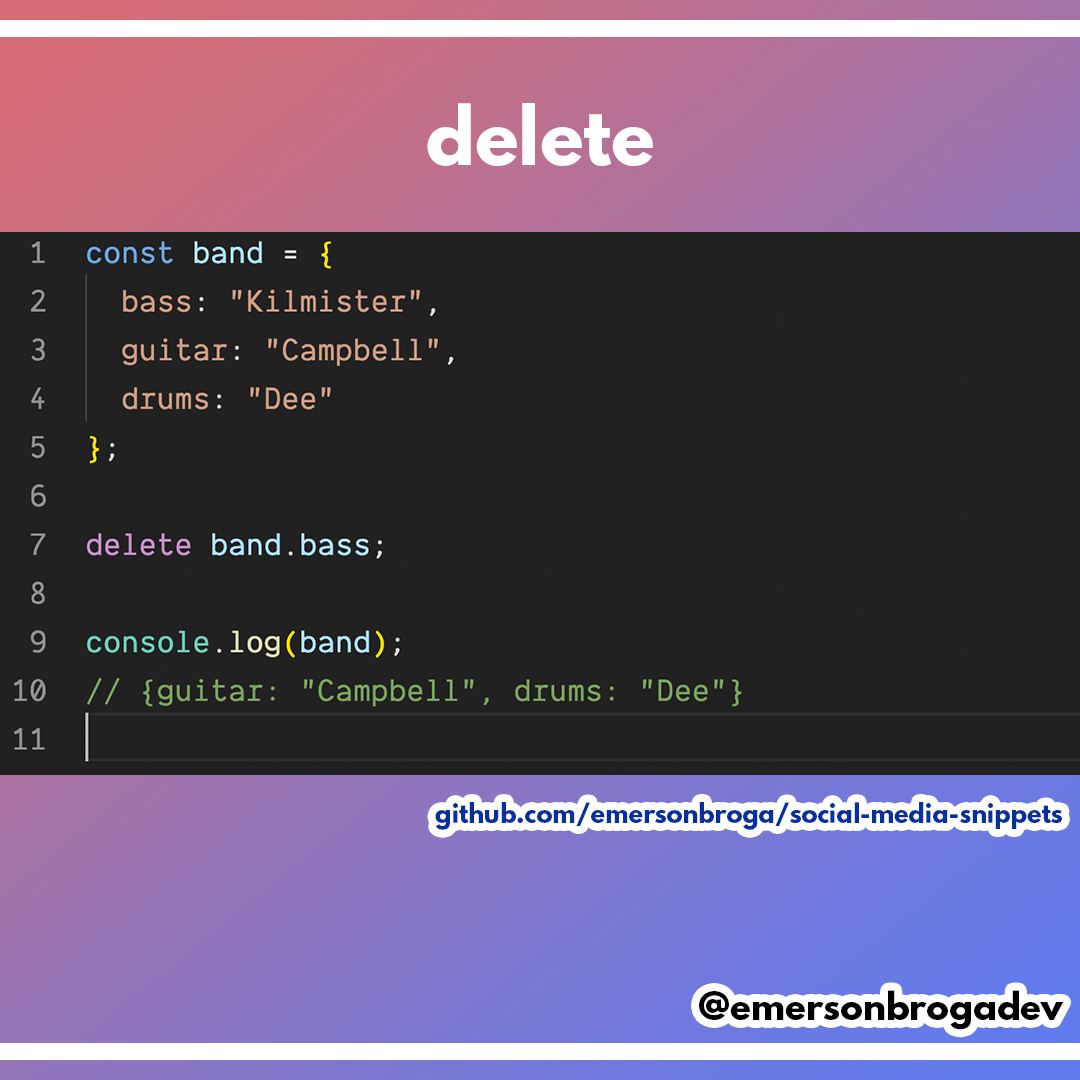 delete
1 const band = {
2   bass: "Kilmister",
3   guitar: "Campbell",
4   drums: "Dee"
5 };
6
7 delete band.bass;
8
9 console.log(band);
10 // {guitar: "Campbell", drums: "Dee"}
11
github.com/emersonbroga/social-media-snippets
@emersonbrogadev